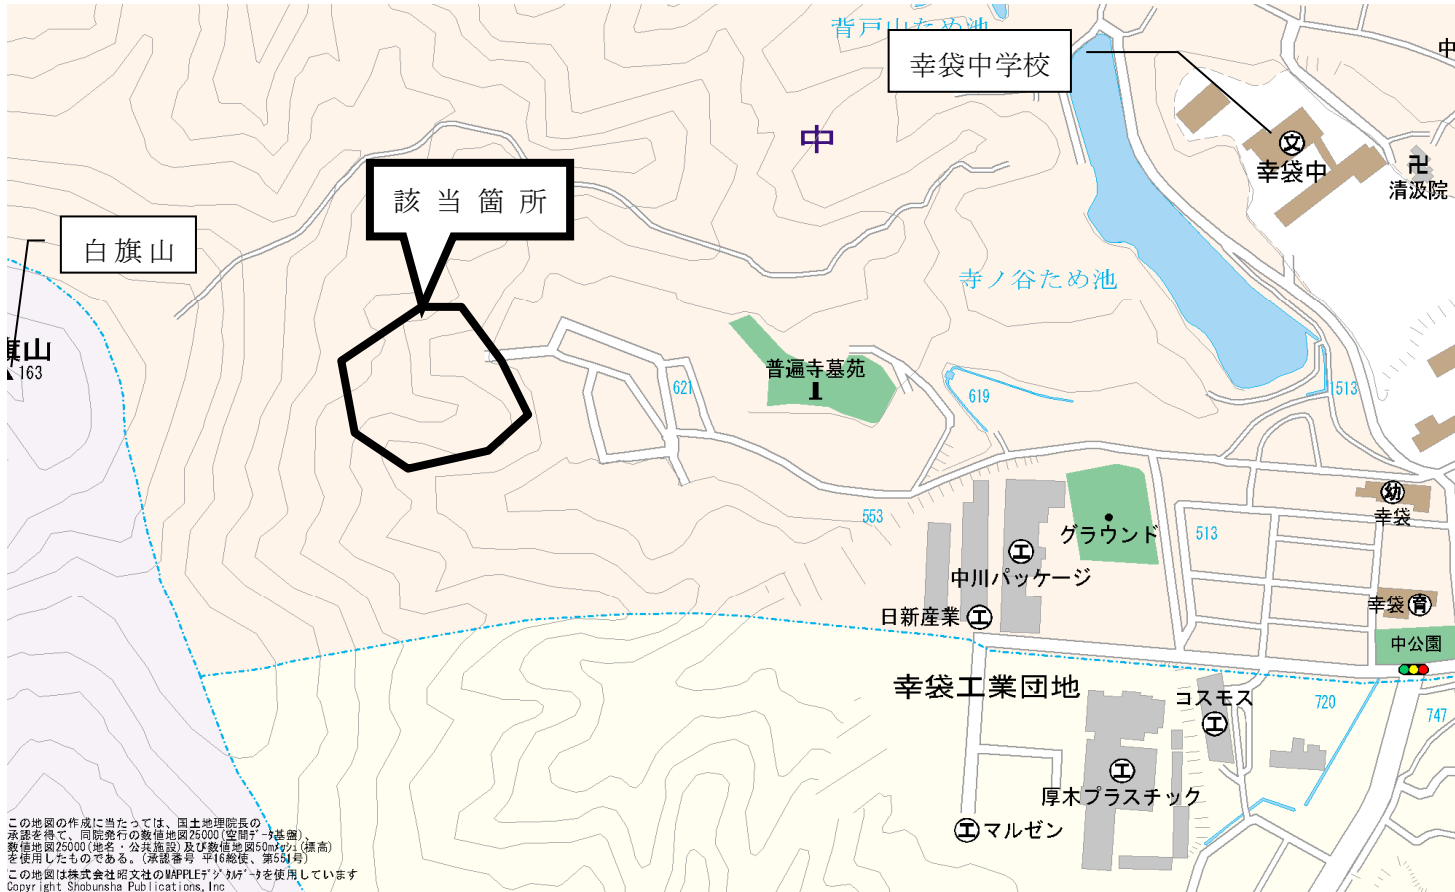 背戸山ため池
幸袋中学校
中
中
文
幸袋中
卍
清汲院
該当箇所
白旗山
寺ノ谷ため池
旗山
163
普遍寺墓苑
621
619
1513
553
グラウンド
513
幼
幸袋
工
中川パッケージ
日新産業 工
幸袋 育
中公園
幸袋工業団地
コスモス
工
720
747
工
厚木プラスチック
工 マルゼン
この地図の作成に当たっては、国土地理院長の
承認を得て、同院発行の数値地図25000(空間データ基盤)、
数値地図25000(地名・公共施設)及び数値地図50mメッシュ(標高)
を使用したものである。(承認番号 平16総使、第551号)
この地図は株式会社昭文社のMAPPLEデジタルデータを使用しています
Copyright Shobunsha Publications,Inc